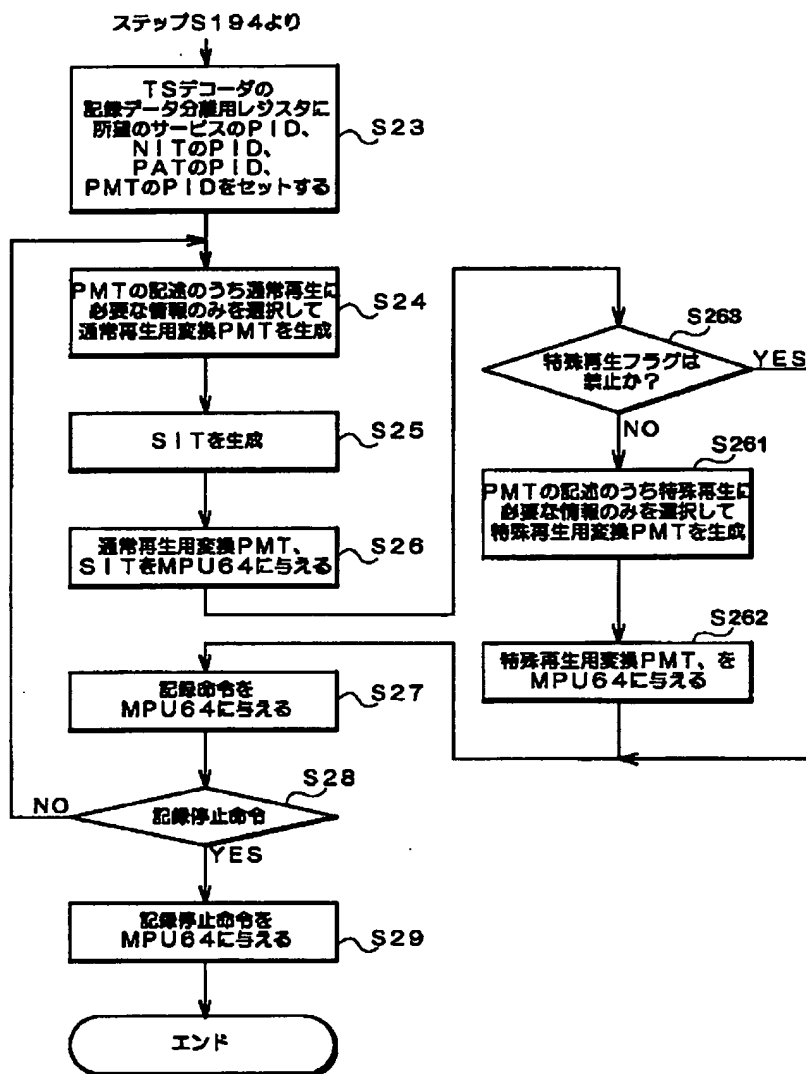 ステップS194より
TSデコーダの
記録データ分離用レジスタに
所望のサービスのPID、
NITのPID、
PATのPID、
PMTのPIDをセットする
S23
PMTの記述のうち通常再生に
必要な情報のみを選択して
通常再生用変換PMTを生成
S24
SITを生成
S25
通常再生用変換PMT、
SITをMPU64に与える
S26
特殊再生フラグは
禁止か?
S263
YES
NO
PMTの記述のうち特殊再生に
必要な情報のみを選択して
特殊再生用変換PMTを生成
S261
特殊再生用変換PMT、を
MPU64に与える
S262
記録命令を
MPU64に与える
S27
記録停止命令
S28
NO
YES
記録停止命令を
MPU64に与える
S29
エンド